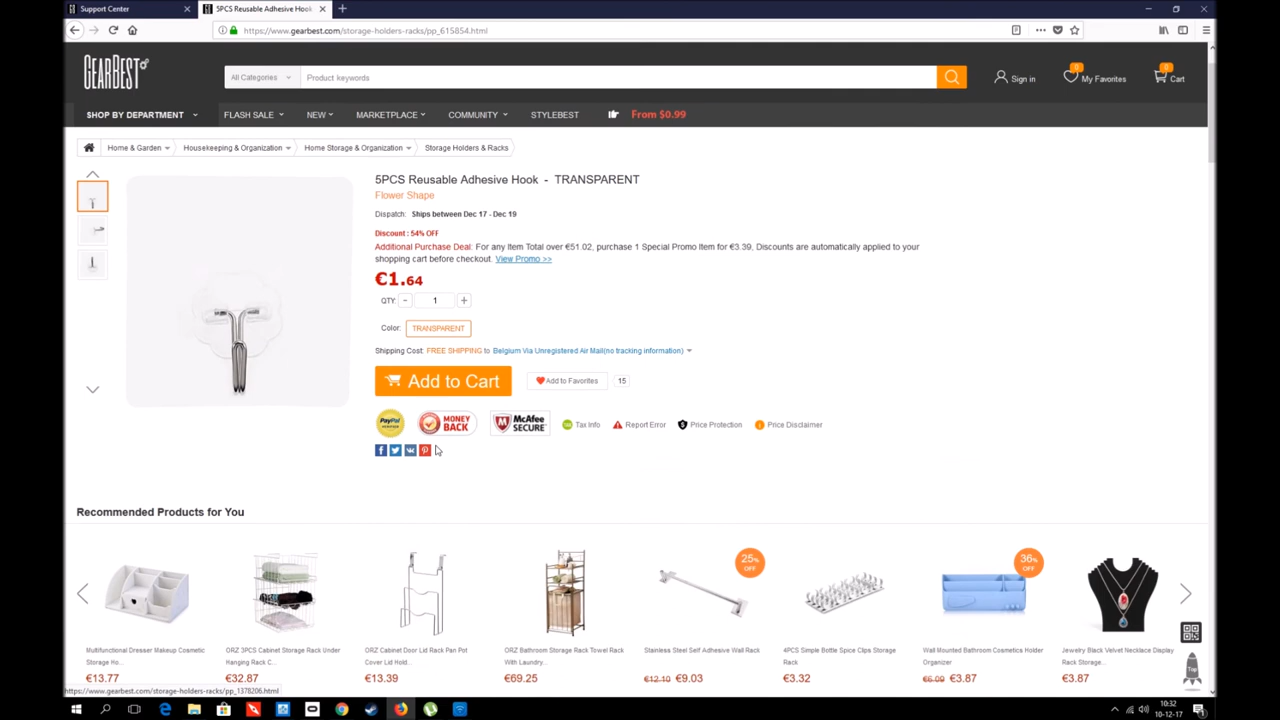 Support Center
5PCS Reusable Adhesive Hook
https://www.gearbest.com/storage-holders-racks/pp_615854.html
GEARBEST
All Categories
Product keywords
Sign in
0
My Favorites
0
Cart
SHOP BY DEPARTMENT
FLASH SALE
NEW
MARKETPLACE
COMMUNITY
STYLEBEST
From $0.99
Home & Garden
Housekeeping & Organization
Home Storage & Organization
Storage Holders & Racks
5PCS Reusable Adhesive Hook - TRANSPARENT
Flower Shape
Dispatch: Ships between Dec 17 - Dec 19
Discount : 54% OFF
Additional Purchase Deal: For any Item Total over €51.02, purchase 1 Special Promo Item for €3.39, Discounts are automatically applied to your
shopping cart before checkout. View Promo >>
€1.64
QTY: - 1 +
Color: TRANSPARENT
Shipping Cost: FREE SHIPPING to Belgium Via Unregistered Air Mail(no tracking information)
Add to Cart
Add to Favorites
15
PayPal
MONEY
BACK
McAfee
SECURE
Tax Info
Report Error
Price Protection
Price Disclaimer
Recommended Products for You
25%
OFF
36%
OFF
Multifunctional Dresser Makeup Cosmetic
Storage Ho...
€13.77
ORZ 3PCS Cabinet Storage Rack Under
Hanging Rack C...
€32.87
ORZ Cabinet Door Lid Rack Pan Pot
Cover Lid Hold...
€13.39
ORZ Bathroom Storage Rack Towel Rack
With Laundry...
€69.25
Stainless Steel Self Adhesive Wall Rack
€12.10 €9.03
4PCS Simple Bottle Spice Clips Storage
Rack
€3.32
Wall Mounted Bathroom Cosmetics Holder
Organizer
€6.09 €3.87
Jewelry Black Velvet Necklace Display
Rack Storage...
€3.87
Top
https://www.gearbest.com/storage-holders-racks/pp_1378206.html
10:32
10-12-17